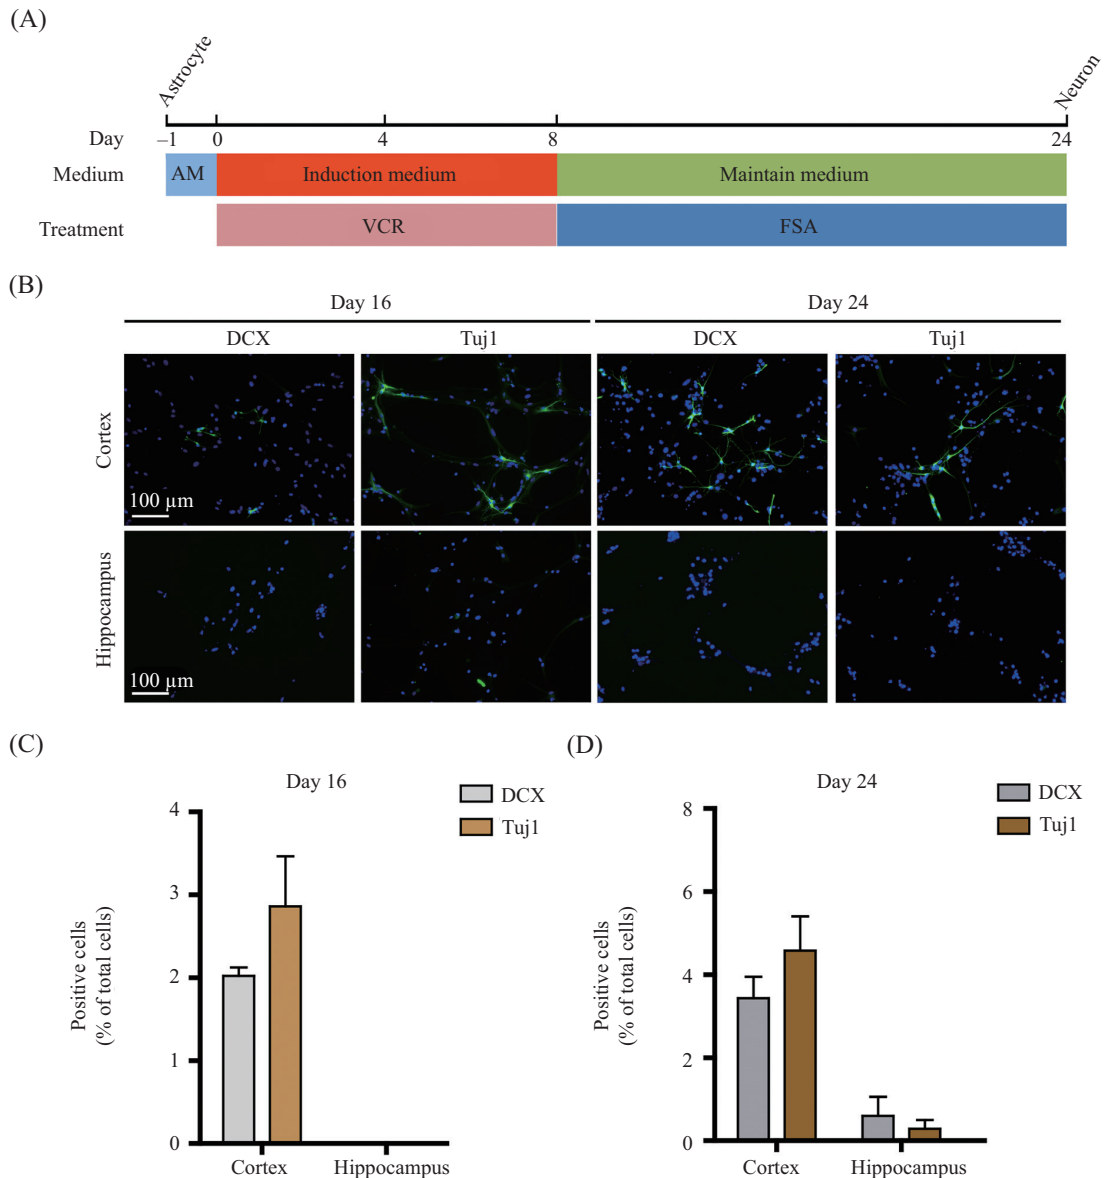 (A)
Astrocyte
Neuron
Day
–1 0 4 8 24
Medium AM Induction medium Maintain medium
Treatment VCR FSA
(B)
Day 16 Day 24
DCX Tuj1 DCX Tuj1
Cortex
100 µm
Hippocampus
100 µm
(C)
Day 16
DCX
Tuj1
Positive cells
(% of total cells)
4
3
2
1
0
Cortex Hippocampus
(D)
Day 24
DCX
Tuj1
Positive cells
(% of total cells)
8
6
4
2
0
Cortex Hippocampus